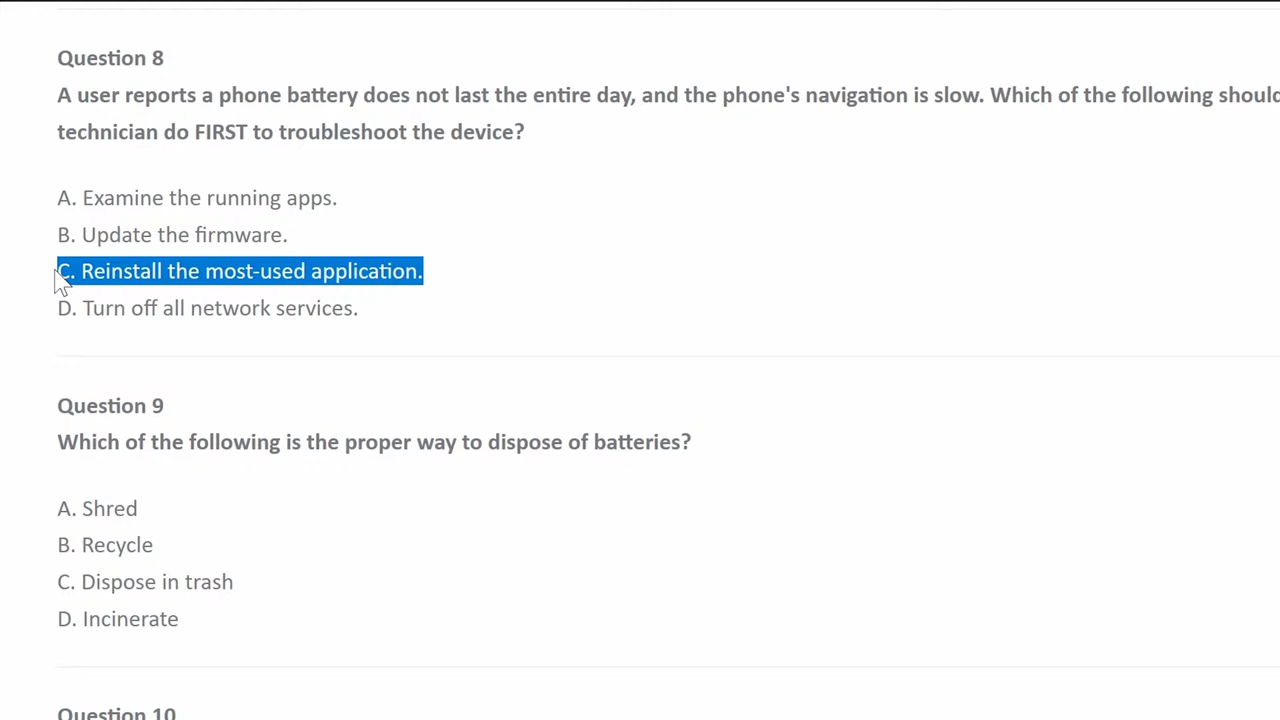 Question 8
A user reports a phone battery does not last the entire day, and the phone's navigation is slow. Which of the following should
technician do FIRST to troubleshoot the device?
A. Examine the running apps.
B. Update the firmware.
C. Reinstall the most-used application.
D. Turn off all network services.
Question 9
Which of the following is the proper way to dispose of batteries?
A. Shred
B. Recycle
C. Dispose in trash
D. Incinerate
Question 10